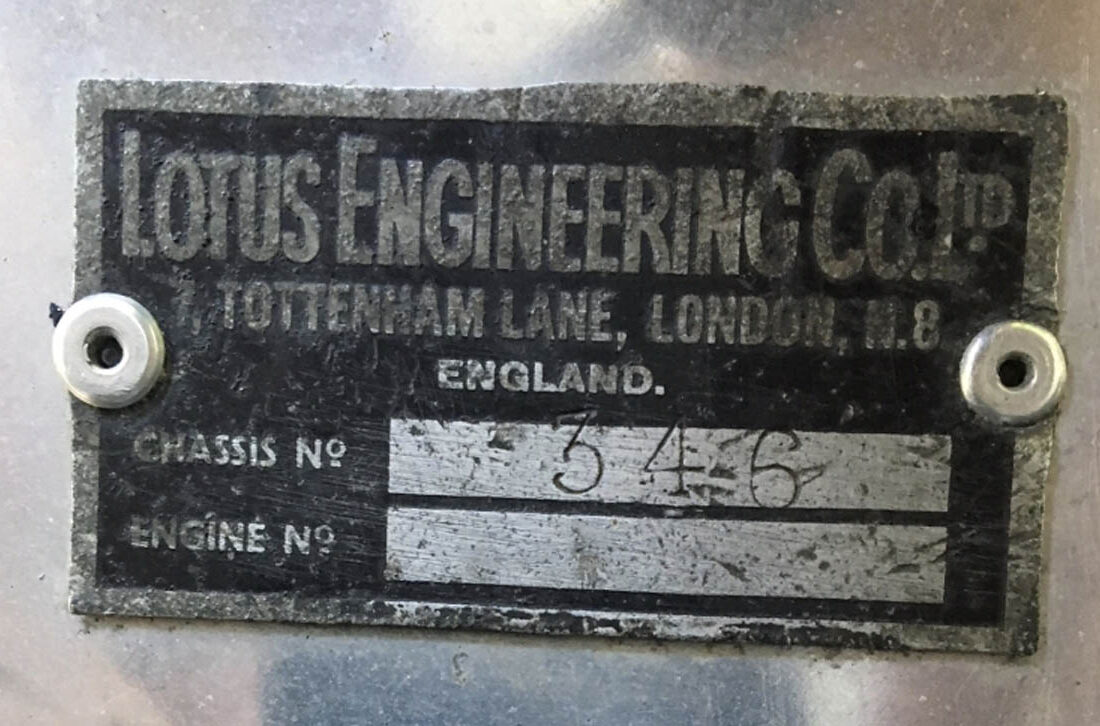 LOTUS ENGINEERING CO. LTD.
7, TOTTENHAM LANE, LONDON, N.8
ENGLAND.
CHASSIS Nº 346
ENGINE Nº